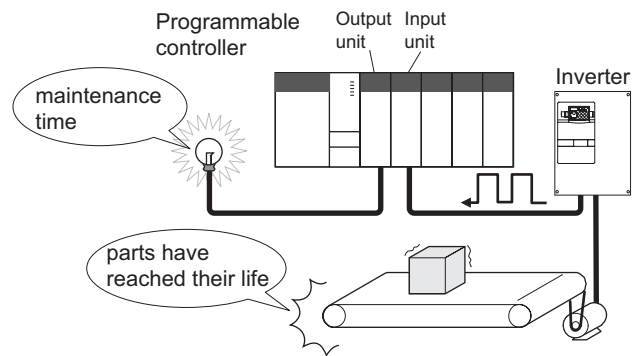 Programmable
controller
Output
unit
Input
unit
Inverter
maintenance
time
parts have
reached their life